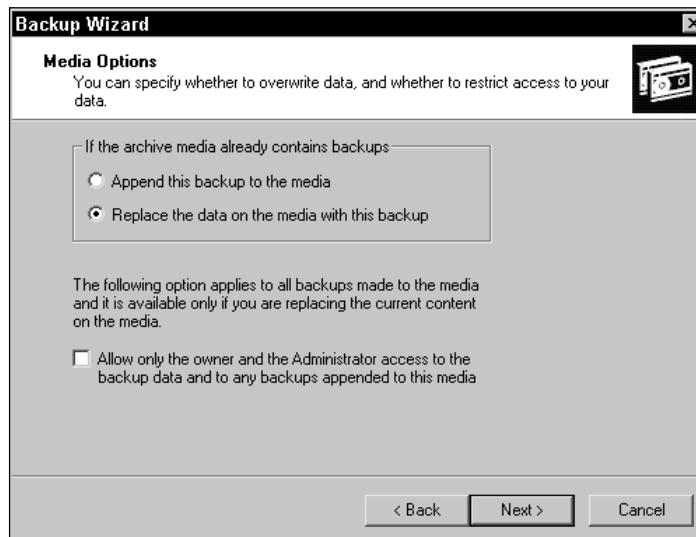 Backup Wizard
Media Options
You can specify whether to overwrite data, and whether to restrict access to your
data.
If the archive media already contains backups
Append this backup to the media
Replace the data on the media with this backup
The following option applies to all backups made to the media
and it is available only if you are replacing the current content
on the media.
Allow only the owner and the Administrator access to the
backup data and to any backups appended to this media
< Back
Next >
Cancel